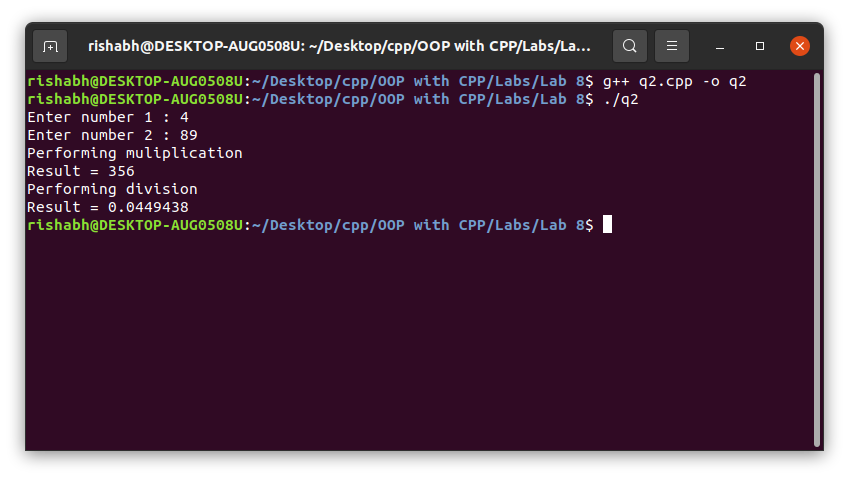 rishabh@DESKTOP-AUG0508U: ~/Desktop/cpp/OOP with CPP/Labs/La...
rishabh@DESKTOP-AUG0508U:~/Desktop/cpp/OOP with CPP/Labs/Lab 8$ g++ q2.cpp -o q2
rishabh@DESKTOP-AUG0508U:~/Desktop/cpp/OOP with CPP/Labs/Lab 8$ ./q2
Enter number 1 : 4
Enter number 2 : 89
Performing muliplication
Result = 356
Performing division
Result = 0.0449438
rishabh@DESKTOP-AUG0508U:~/Desktop/cpp/OOP with CPP/Labs/Lab 8$